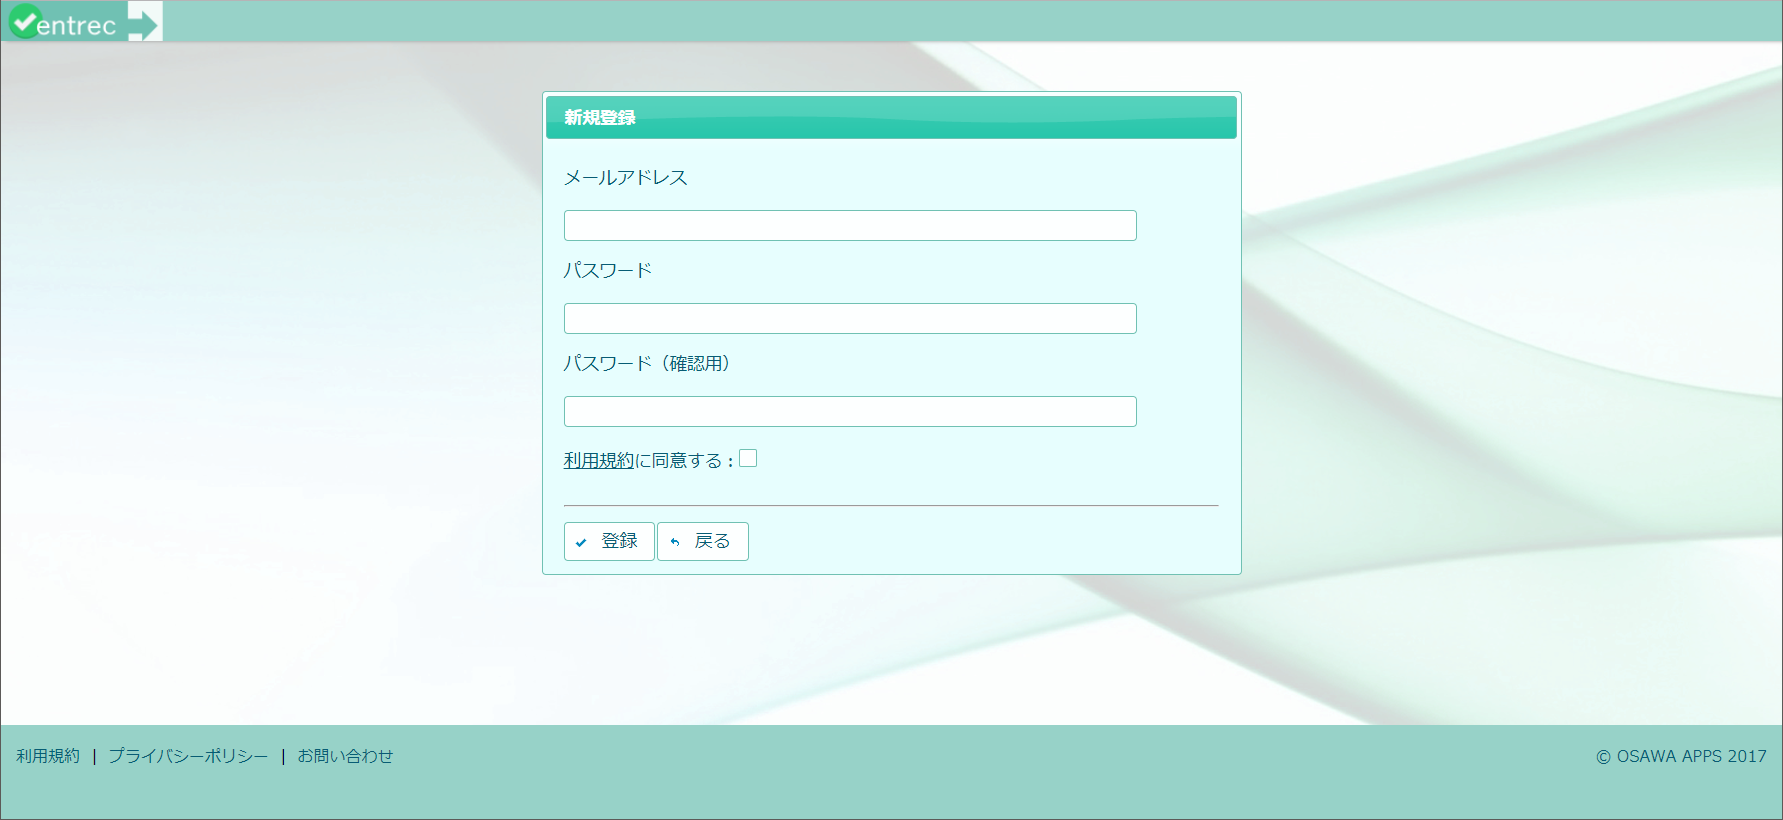 entrec
新規登録
メールアドレス
パスワード
パスワード（確認用）
利用規約に同意する：
登録 戻る
利用規約 | プライバシーポリシー | お問い合わせ
© OSAWA APPS 2017